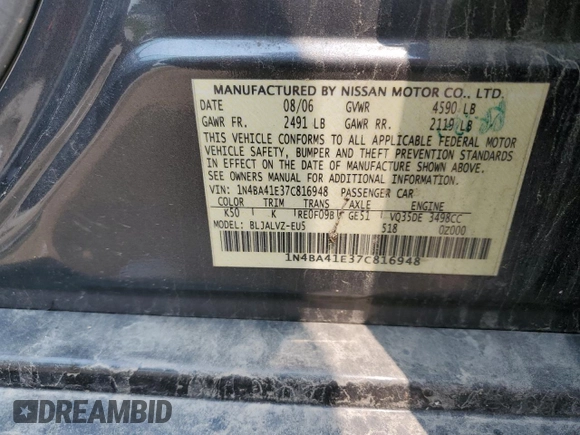 MANUFACTURED BY NISSAN MOTOR CO., LTD.
DATE 08/06 GVWR 4590 LB
GAWR FR. 2491 LB GAWR RR. 2119 LB
THIS VEHICLE CONFORMS TO ALL APPLICABLE FEDERAL MOTOR
VEHICLE SAFETY, BUMPER AND THEFT PREVENTION STANDARDS
IN EFFECT ON THE DATE OF MANUFACTURE SHOWN ABOVE.
SEE OWNERS MANUAL FOR ADDITIONAL INFORMATION.
VIN: 1N4BA41E37C816948 PASSENGER CAR
COLOR TRIM TRANS AXLE ENGINE
K50 K RE0F09B GE51 VQ35DE 3498CC
MODEL: BLJALVZ-EU5 518 0Z000
1N4BA41E37C816948
DREAMBID